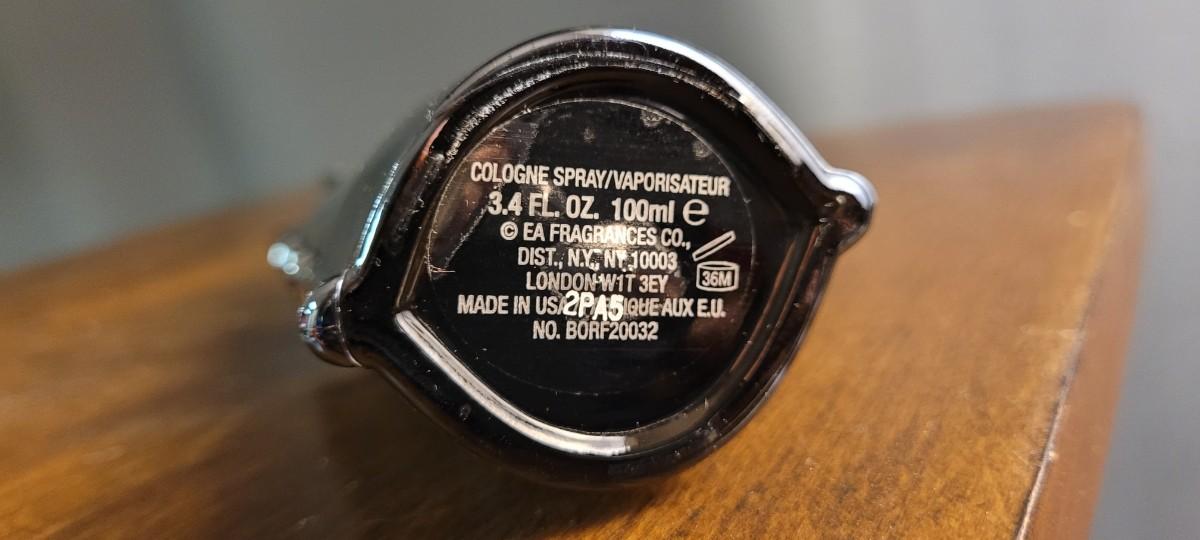 COLOGNE SPRAY/VAPORISATEUR
3.4 FL. OZ. 100ml ℮
© EA FRAGRANCES CO.,
DIST., N.Y., NY 10003
36M
LONDON W1T 3EY
MADE IN USA/ AUX E.U.
2PA5
NO. BORF20032